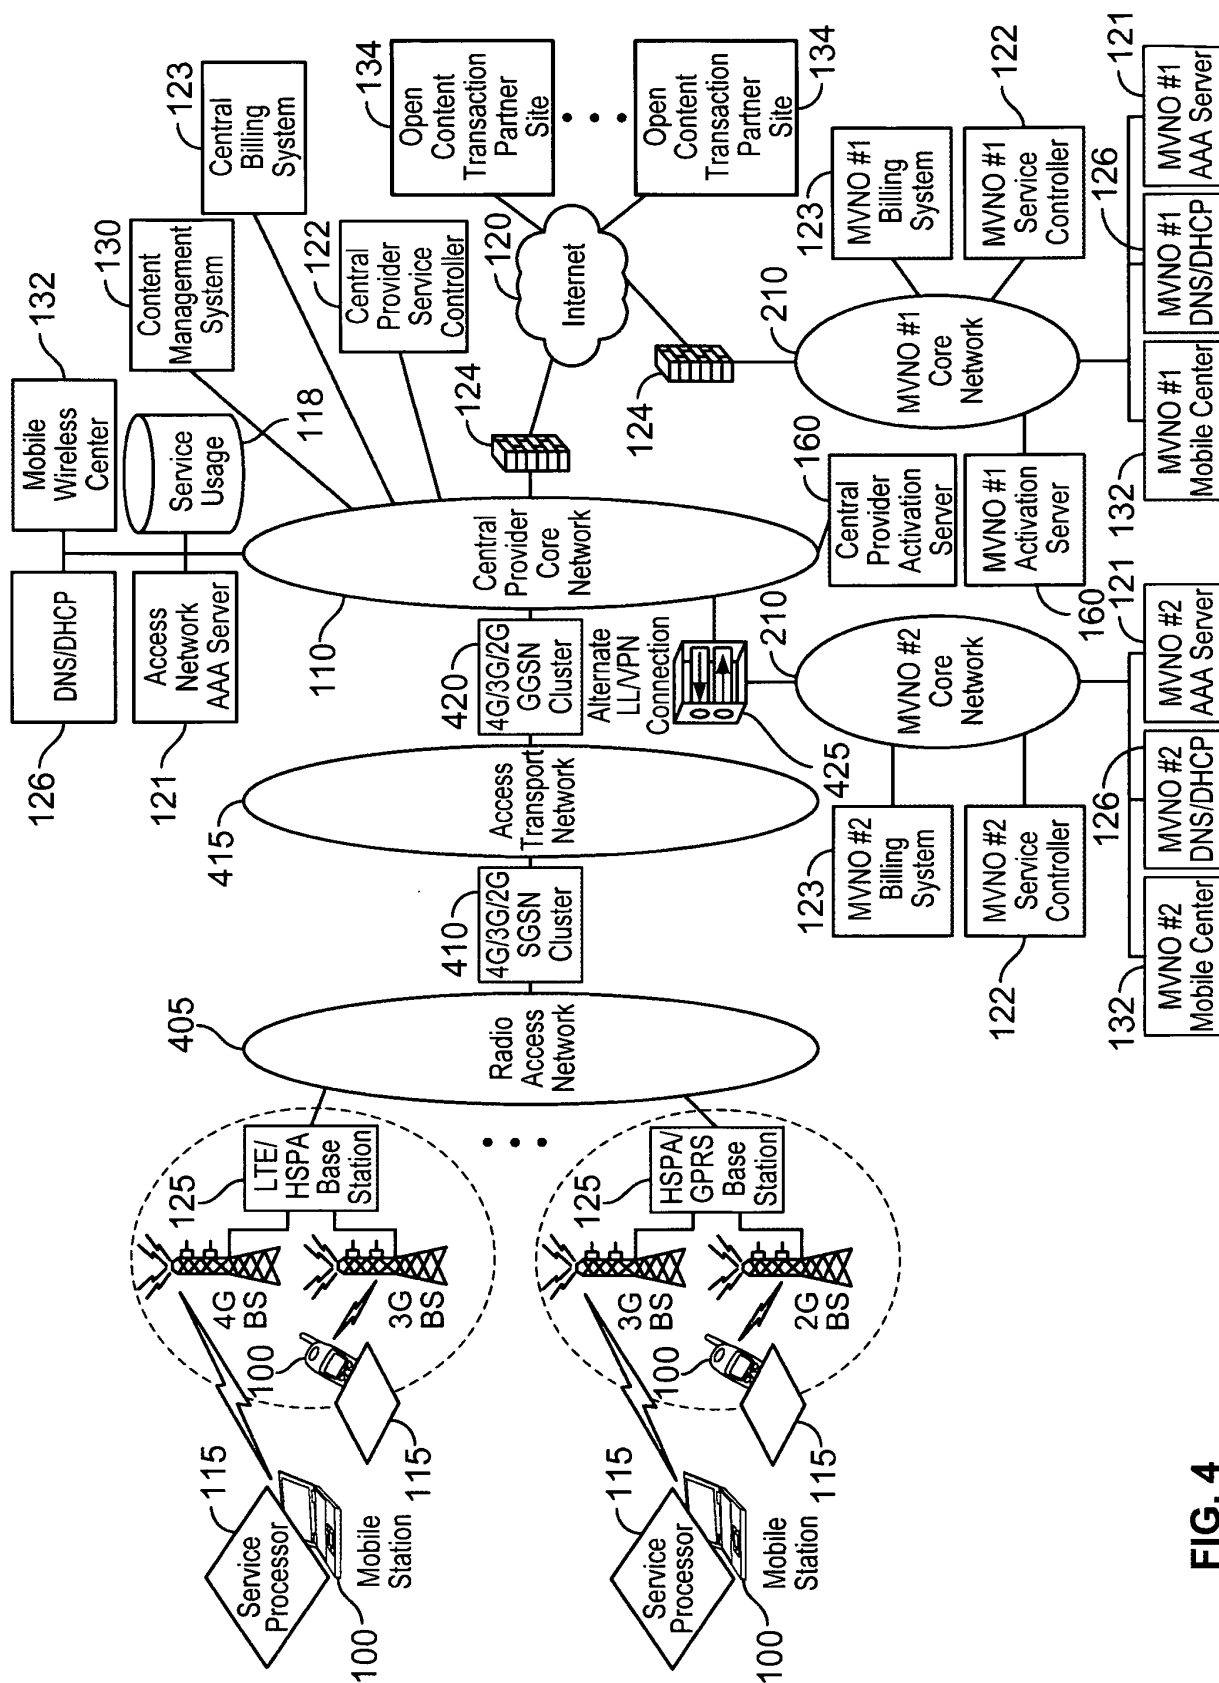 126
DNS/DHCP
Mobile
Wireless
Center
132
121
Access
Network
AAA Server
Service
Usage
118
Content
Management
System
130
Central
Billing
System
123
110
Central
Provider
Core
Network
Central
Provider
Service
Controller
122
124
Internet
120
Open
Content
Transaction
Partner
Site
134
Open
Content
Transaction
Partner
Site
134
Service
Processor
115
100
Mobile
Station
115
100
4G
BS
3G
BS
125
LTE/
HSPA
Base
Station
405
Radio
Access
Network
410
4G/3G/2G
SGSN
Cluster
415
Access
Transport
Network
420
4G/3G/2G
GGSN
Cluster
Alternate
LL/VPN
Connection
425
Service
Processor
115
100
Mobile
Station
115
100
3G
BS
2G
BS
125
HSPA/
GPRS
Base
Station
Central
Provider
Activation
Server
160
124
210
MVNO #2
Core
Network
123
MVNO #2
Billing
System
122
MVNO #2
Service
Controller
132
MVNO #2
Mobile Center
126
MVNO #2
DNS/DHCP
121
MVNO #2
AAA Server
210
MVNO #1
Core
Network
160
MVNO #1
Activation
Server
123
MVNO #1
Billing
System
MVNO #1
Service
Controller
122
132
MVNO #1
Mobile Center
126
MVNO #1
DNS/DHCP
121
MVNO #1
AAA Server
FIG. 4